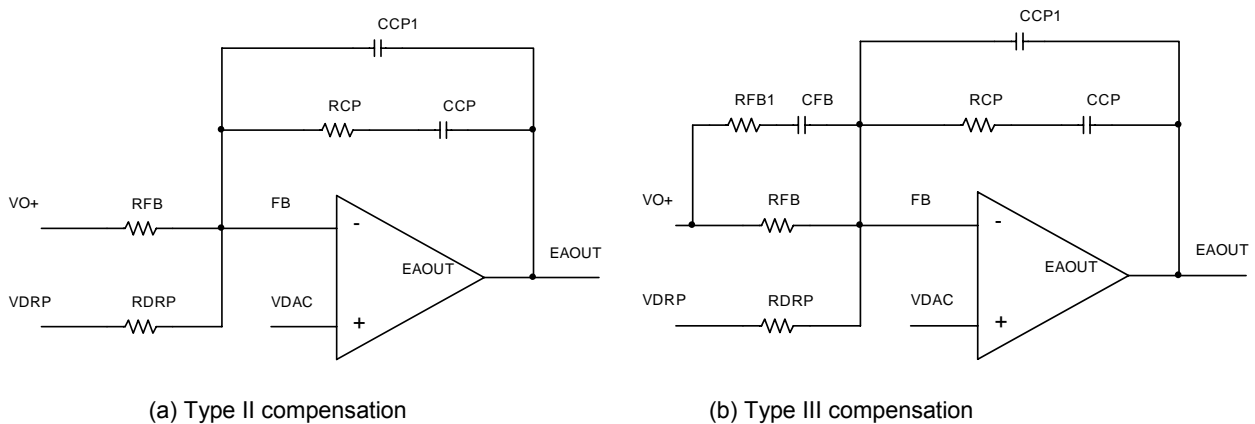 CCP1
RCP CCP
VO+ RFB FB
-
EAOUT
EAOUT
VDRP RDRP VDAC
+
(a) Type II compensation
CCP1
RFB1 CFB RCP CCP
VO+ RFB FB
-
EAOUT
EAOUT
VDRP RDRP VDAC
+
(b) Type III compensation